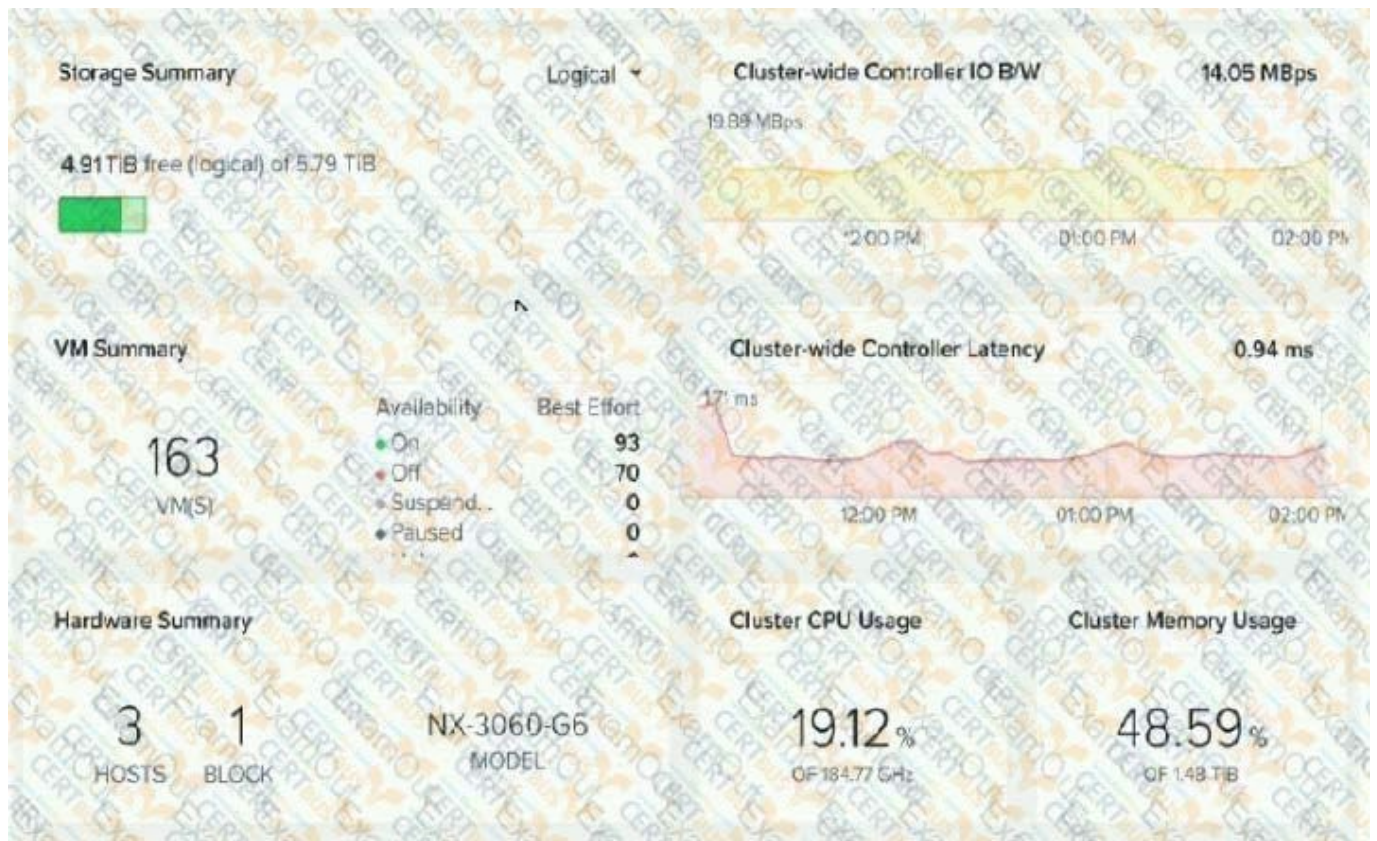 Storage Summary
Logical
4.91 TiB free (logical) of 5.79 TiB
Cluster-wide Controller IO B/W
14.05 MBps
19.89 MBps
12:00 PM
01:00 PM
02:00 PM
VM Summary
163
VM(S)
Availability
Best Effort
On
93
Off
70
Suspend...
0
Paused
0
Cluster-wide Controller Latency
0.94 ms
ms
12:00 PM
01:00 PM
02:00 PM
Hardware Summary
3
HOSTS
1
BLOCK
NX-3060-G6
MODEL
Cluster CPU Usage
19.12 %
OF 184.77 GHz
Cluster Memory Usage
48.59 %
OF 1.48 TiB